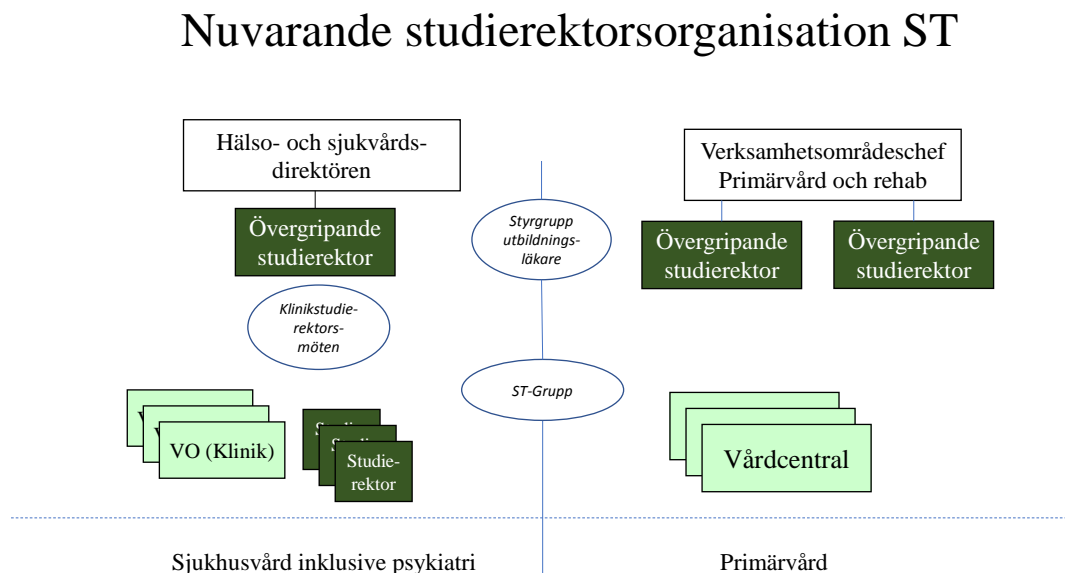 Nuvarande studierektorsorganisation ST
Hälso- och sjukvårds-
direktören
Övergripande
studierektor
Klinikstudie-
rektors-
möten
VO (Klinik)
Studie-
rektor
Styrgrupp
utbildnings-
läkare
ST-Grupp
Verksamhetsområdeschef
Primärvård och rehab
Övergripande
studierektor
Övergripande
studierektor
Vårdcentral
Sjukhusvård inklusive psykiatri
Primärvård